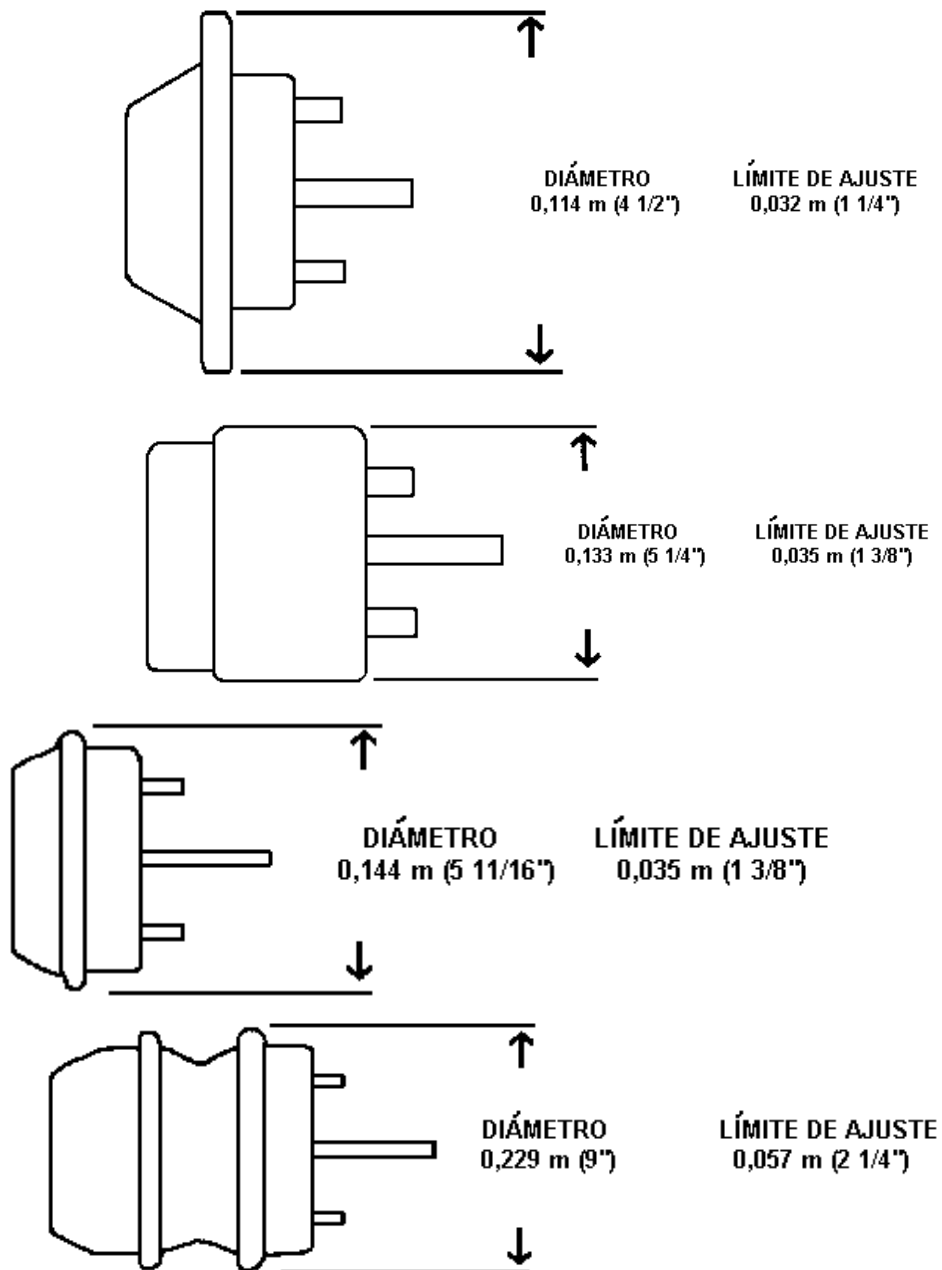 DIÁMETRO LÍMITE DE AJUSTE
0,114 m (4 1/2") 0,032 m (1 1/4")
DIÁMETRO LÍMITE DE AJUSTE
0,133 m (5 1/4") 0,035 m (1 3/8")
DIÁMETRO LÍMITE DE AJUSTE
0,144 m (5 11/16") 0,035 m (1 3/8")
DIÁMETRO LÍMITE DE AJUSTE
0,229 m (9") 0,057 m (2 1/4")